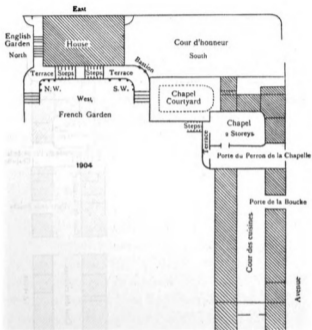 East
English
Garden
North
House
Cour d'honneur
South
Terrace
Steps
Steps
Terrace
Bastion
N.W.
S.W.
West
French Garden
Chapel
Courtyard
Chapel
2 Storeys
Steps
Terrace
Porte du Perron de la Chapelle
1904
Porte de la Bouche
Cour des cuisines
Avenue